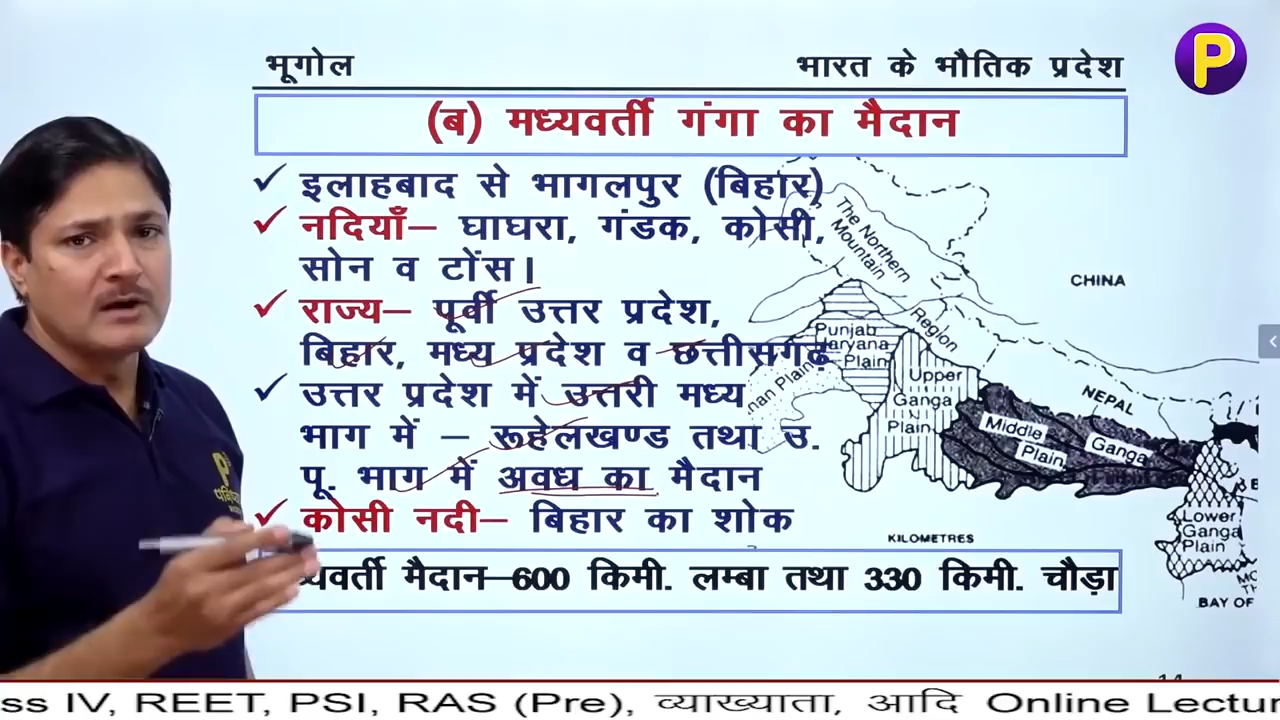 भूगोल
भारत के भौतिक प्रदेश
P
(ब) मध्यवर्ती गंगा का मैदान
✓ इलाहबाद से भागलपुर (बिहार)
✓ नदियाँ– घाघरा, गंडक, कोसी,
सोन व टोंस।
✓ राज्य– पूर्वी उत्तर प्रदेश,
बिहार, मध्य प्रदेश व छत्तीसगढ़
✓ उत्तर प्रदेश में उत्तरी मध्य
भाग में – रूहेलखण्ड तथा उ.
पू. भाग में अवध का मैदान
✓ कोसी नदी– बिहार का शोक
मैदान–600 किमी. लम्बा तथा 330 किमी. चौड़ा
The Northern
Mountain
Region
CHINA
Punjab
Haryana
Plain
Plain
Upper
Ganga
Plain
NEPAL
Middle
Ganga
Plain
Lower
Ganga
Plain
KILOMETRES
BAY OF
14
IV, REET, PSI, RAS (Pre), व्याख्याता, आदि Online